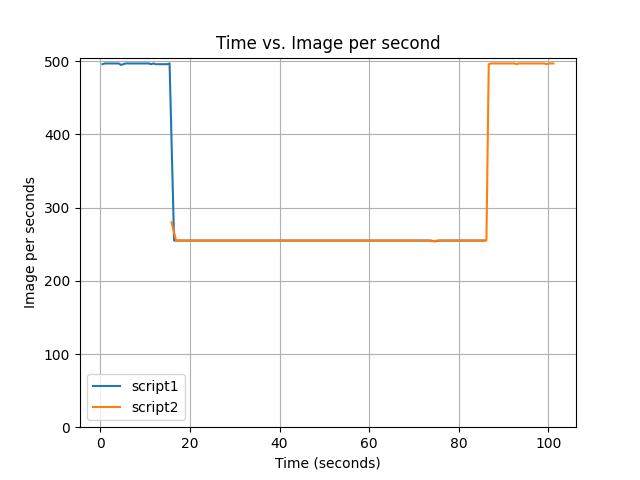 Time vs. Image per second
Image per seconds
500
400
300
200
100
0
script1
script2
0 20 40 60 80 100
Time (seconds)